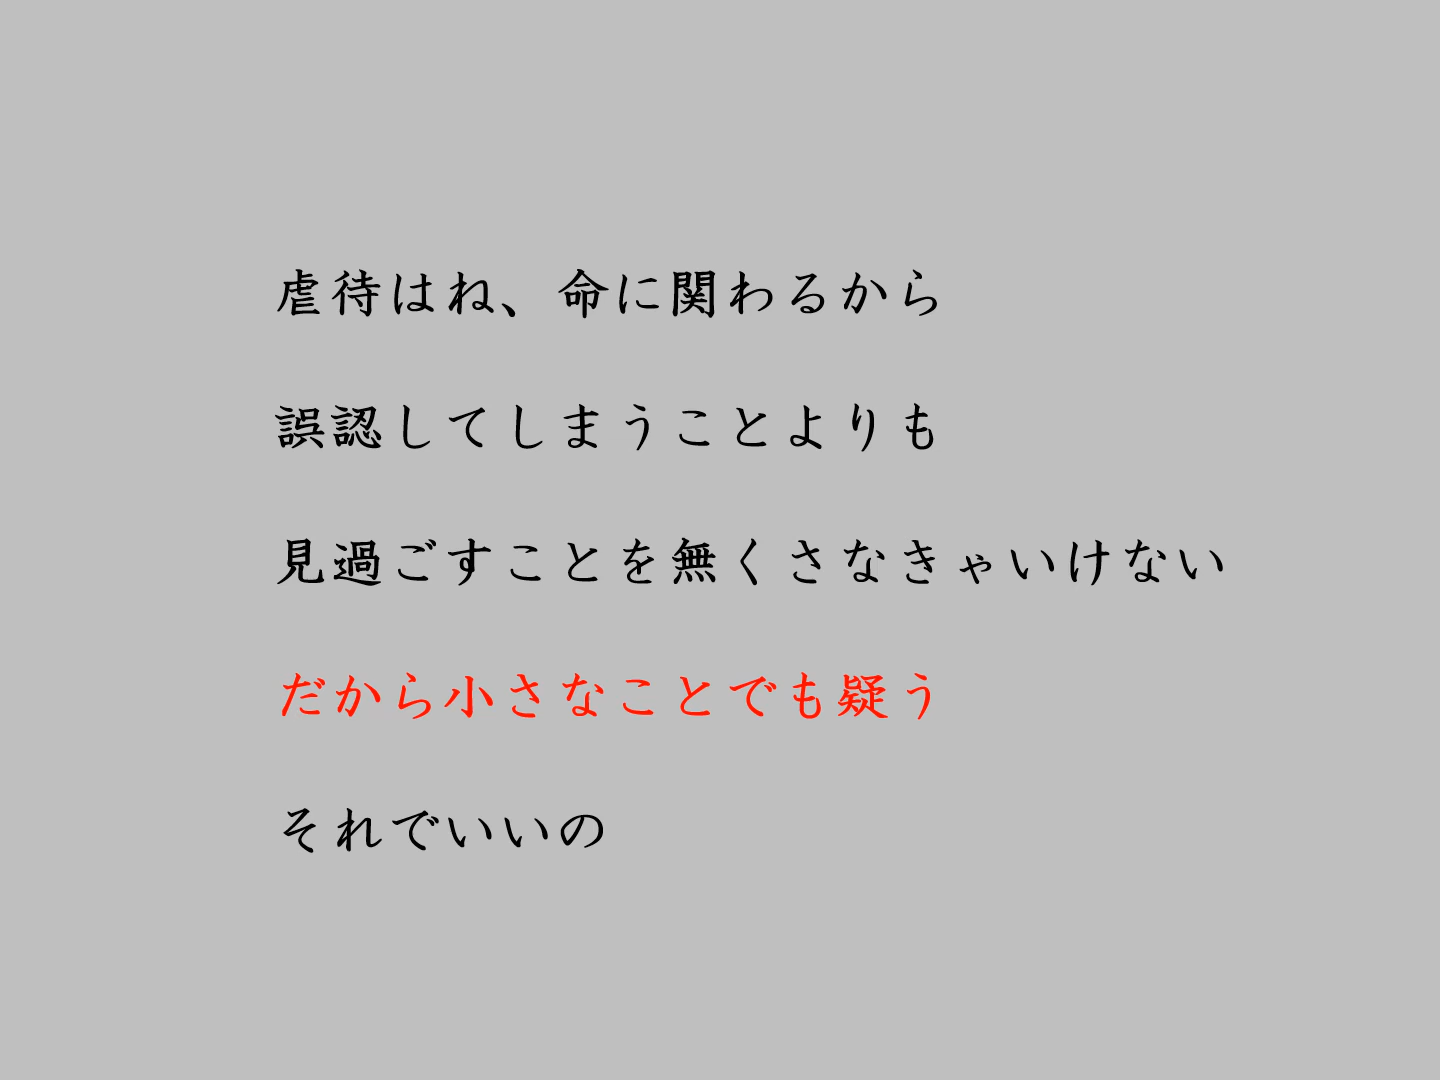 虐待はね、命に関わるから
誤認してしまうことよりも
見過ごすことを無くさなきゃいけない
だから小さなことでも疑う
それでいいの